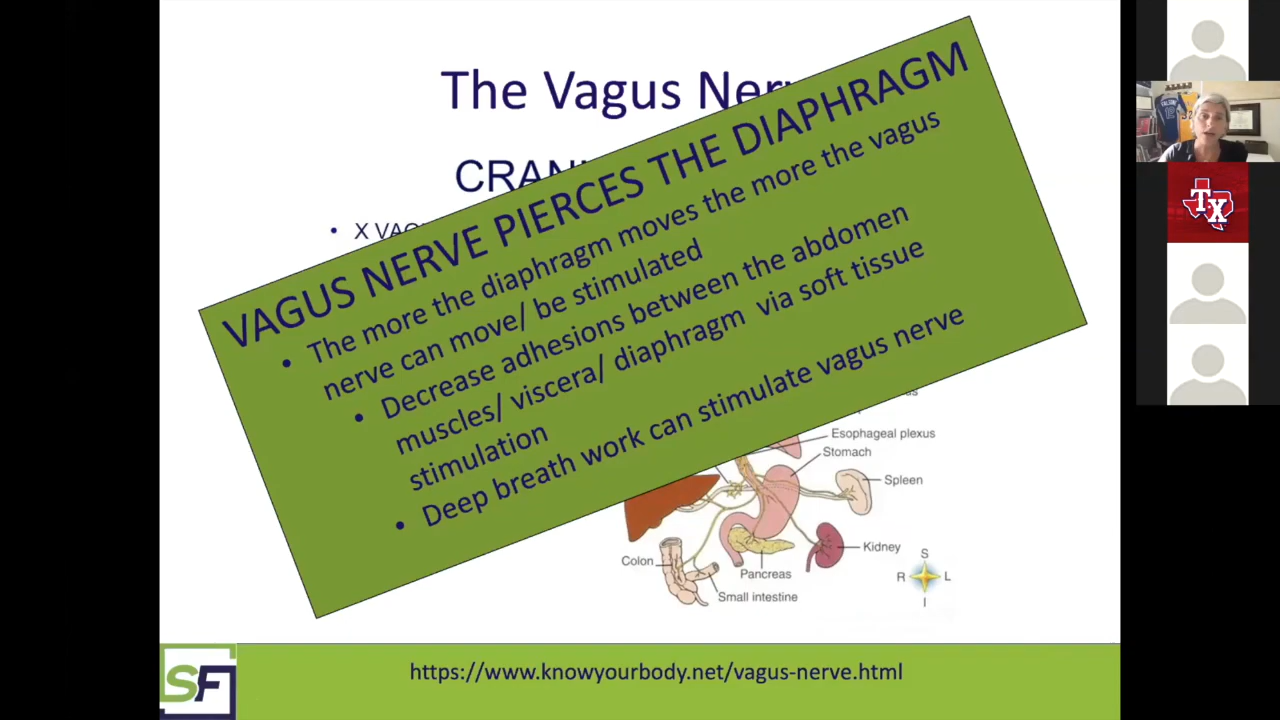 The Vagus Ner
CRAN
• X VAG
VAGUS NERVE PIERCES THE DIAPHRAGM
• The more the diaphragm moves the more the vagus
nerve can move/ be stimulated
• Decrease adhesions between the abdomen
muscles/ viscera/ diaphragm via soft tissue
stimulation
• Deep breath work can stimulate vagus nerve
Esophageal plexus
Stomach
Spleen
Colon
Kidney
Pancreas
Small intestine
S
R
L
I
SF
https://www.knowyourbody.net/vagus-nerve.html
12
TX